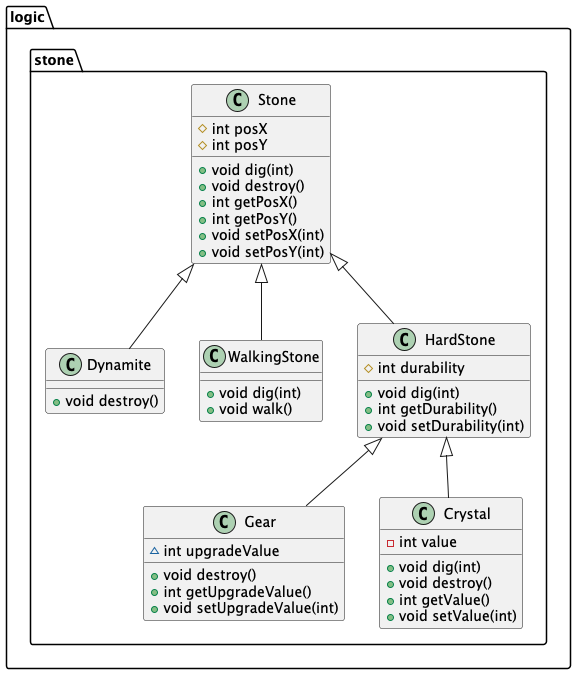 logic
stone
C Stone
int posX
int posY
void dig(int)
void destroy()
int getPosX()
int getPosY()
void setPosX(int)
void setPosY(int)
C Dynamite
void destroy()
C WalkingStone
void dig(int)
void walk()
C HardStone
int durability
void dig(int)
int getDurability()
void setDurability(int)
C Gear
int upgradeValue
void destroy()
int getUpgradeValue()
void setUpgradeValue(int)
C Crystal
int value
void dig(int)
void destroy()
int getValue()
void setValue(int)